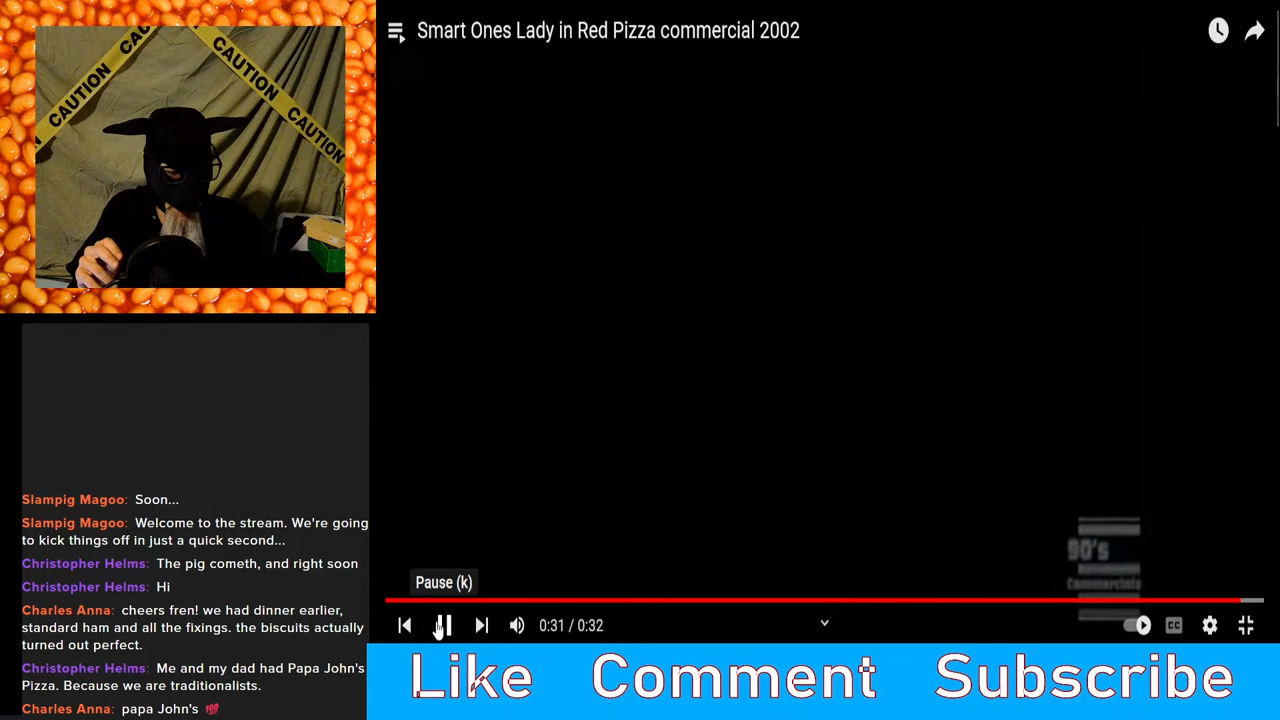 CAUTION
CAUTION
CAUTION
CAUTION
Smart Ones Lady in Red Pizza commercial 2002
90's
Commercials
Pause (k)
0:31 / 0:32
CC
Slampig Magoo: Soon...
Slampig Magoo: Welcome to the stream. We're going
to kick things off in just a quick second...
Christopher Helms: The pig cometh, and right soon
Christopher Helms: Hi
Charles Anna: cheers fren! we had dinner earlier,
standard ham and all the fixings. the biscuits actually
turned out perfect.
Christopher Helms: Me and my dad had Papa John's
Pizza. Because we are traditionalists.
Charles Anna: papa John's 💯
Like Comment Subscribe